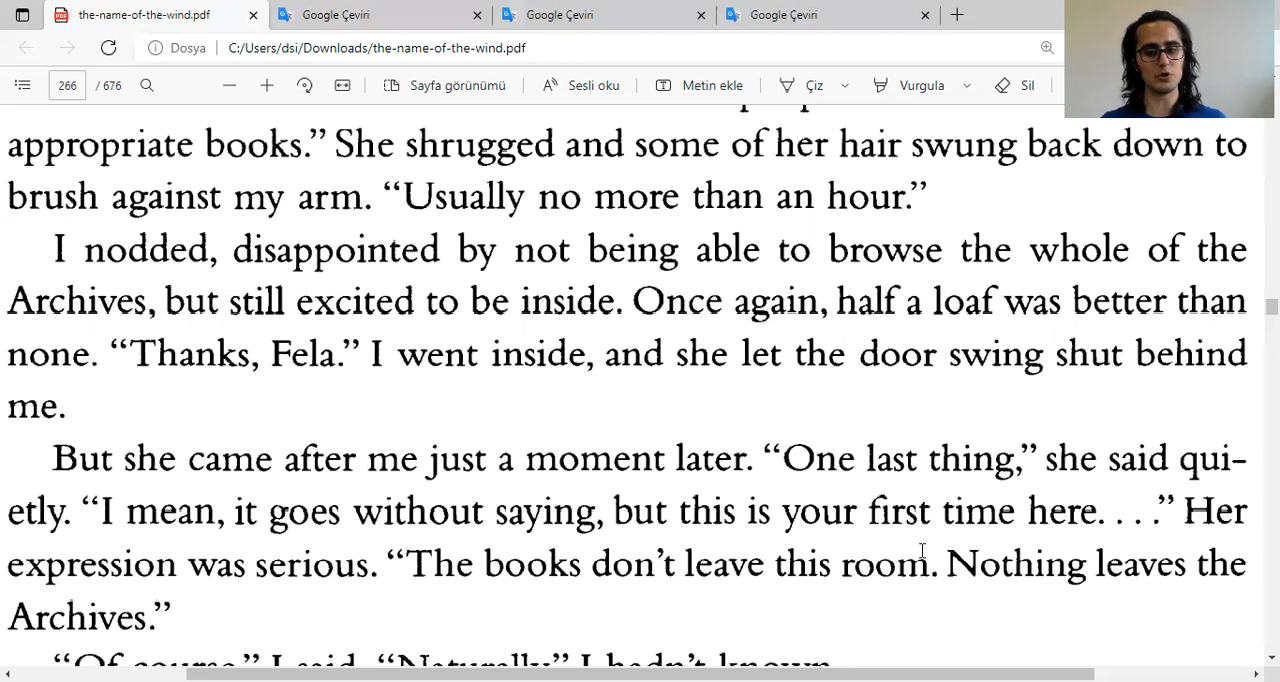 the-name-of-the-wind.pdf
Google Çeviri
Google Çeviri
Google Çeviri
Dosya
C:/Users/dsi/Downloads/the-name-of-the-wind.pdf
266 / 676
Sayfa görünümü
Sesli oku
Metin ekle
Çiz
Vurgula
Sil
appropriate books.” She shrugged and some of her hair swung back down to
brush against my arm. “Usually no more than an hour.”
I nodded, disappointed by not being able to browse the whole of the
Archives, but still excited to be inside. Once again, half a loaf was better than
none. “Thanks, Fela.” I went inside, and she let the door swing shut behind
me.
But she came after me just a moment later. “One last thing,” she said qui-
etly. “I mean, it goes without saying, but this is your first time here. . . .” Her
expression was serious. “The books don’t leave this room. Nothing leaves the
Archives.”
“Of course,” I said. “Naturally.” I hadn’t known.